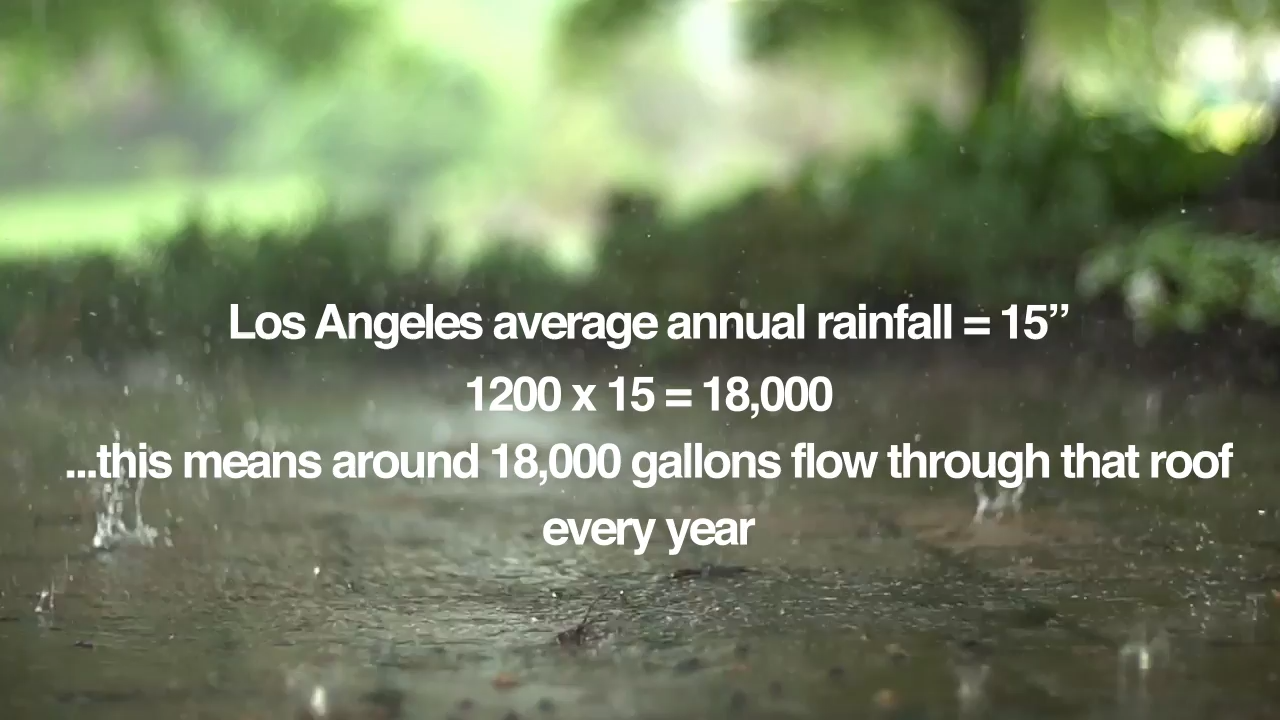 Los Angeles average annual rainfall = 15”
1200 x 15 = 18,000
...this means around 18,000 gallons flow through that roof
every year